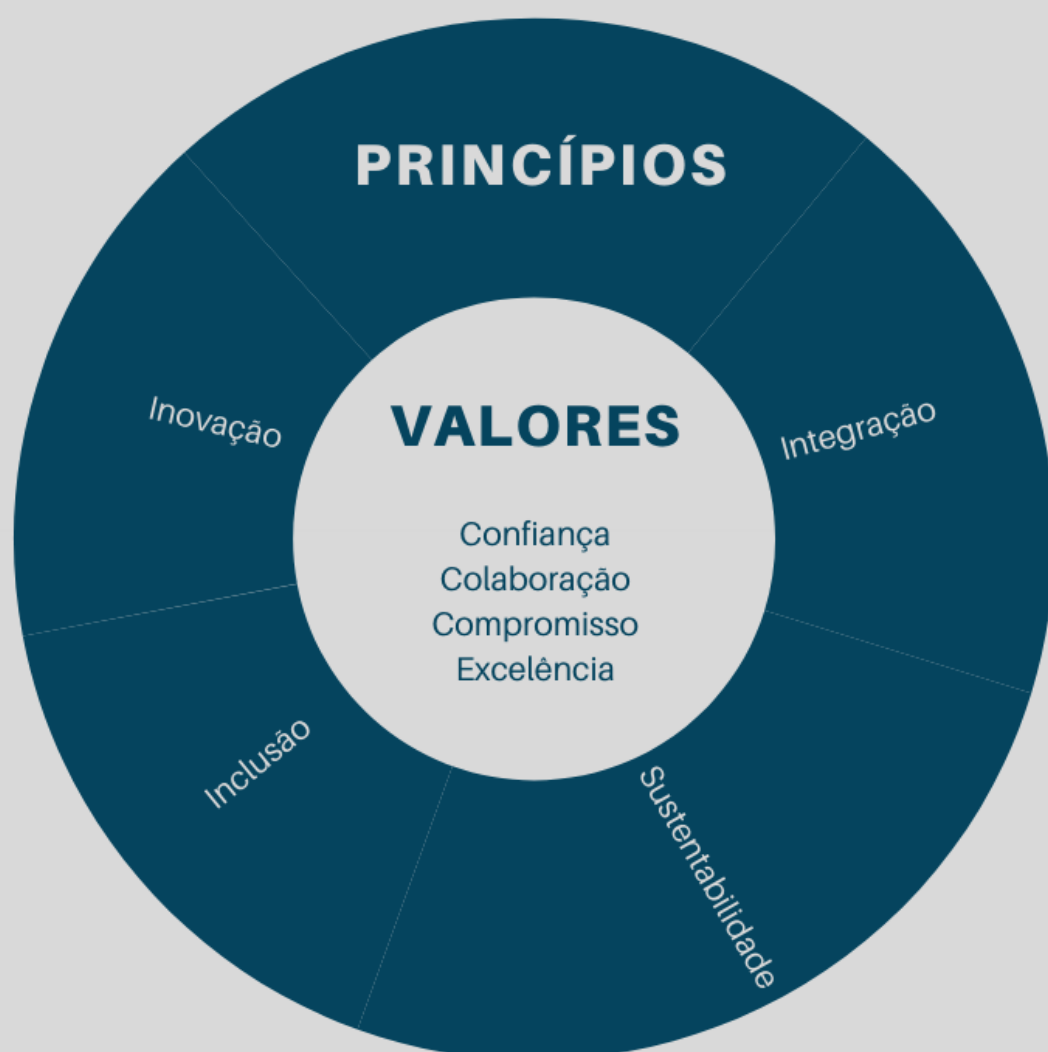 PRINCÍPIOS
Inovação
Integração
VALORES
Confiança
Colaboração
Compromisso
Excelência
Inclusão
Sustentabilidade